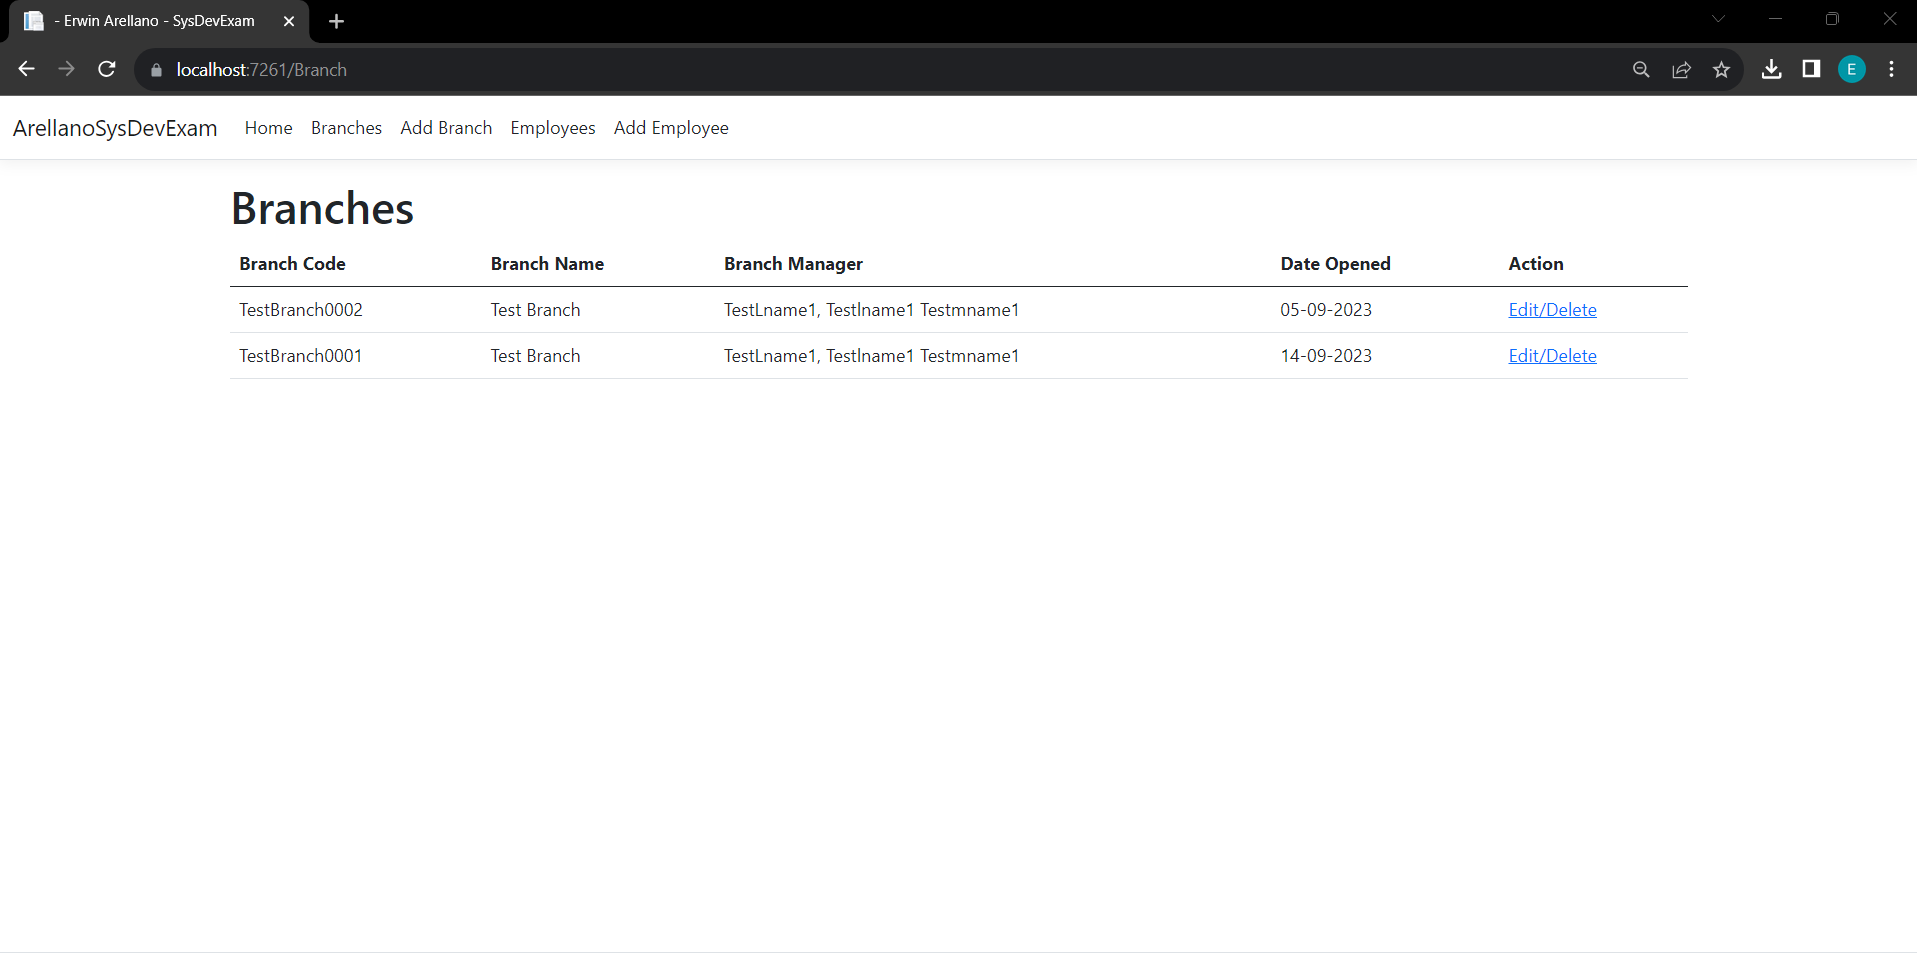 - Erwin Arellano - SysDevExam
localhost:7261/Branch
E
ArellanoSysDevExam Home Branches Add Branch Employees Add Employee
Branches
Branch Code Branch Name Branch Manager Date Opened Action
TestBranch0002 Test Branch TestLname1, Testlname1 Testmname1 05-09-2023 Edit/Delete
TestBranch0001 Test Branch TestLname1, Testlname1 Testmname1 14-09-2023 Edit/Delete